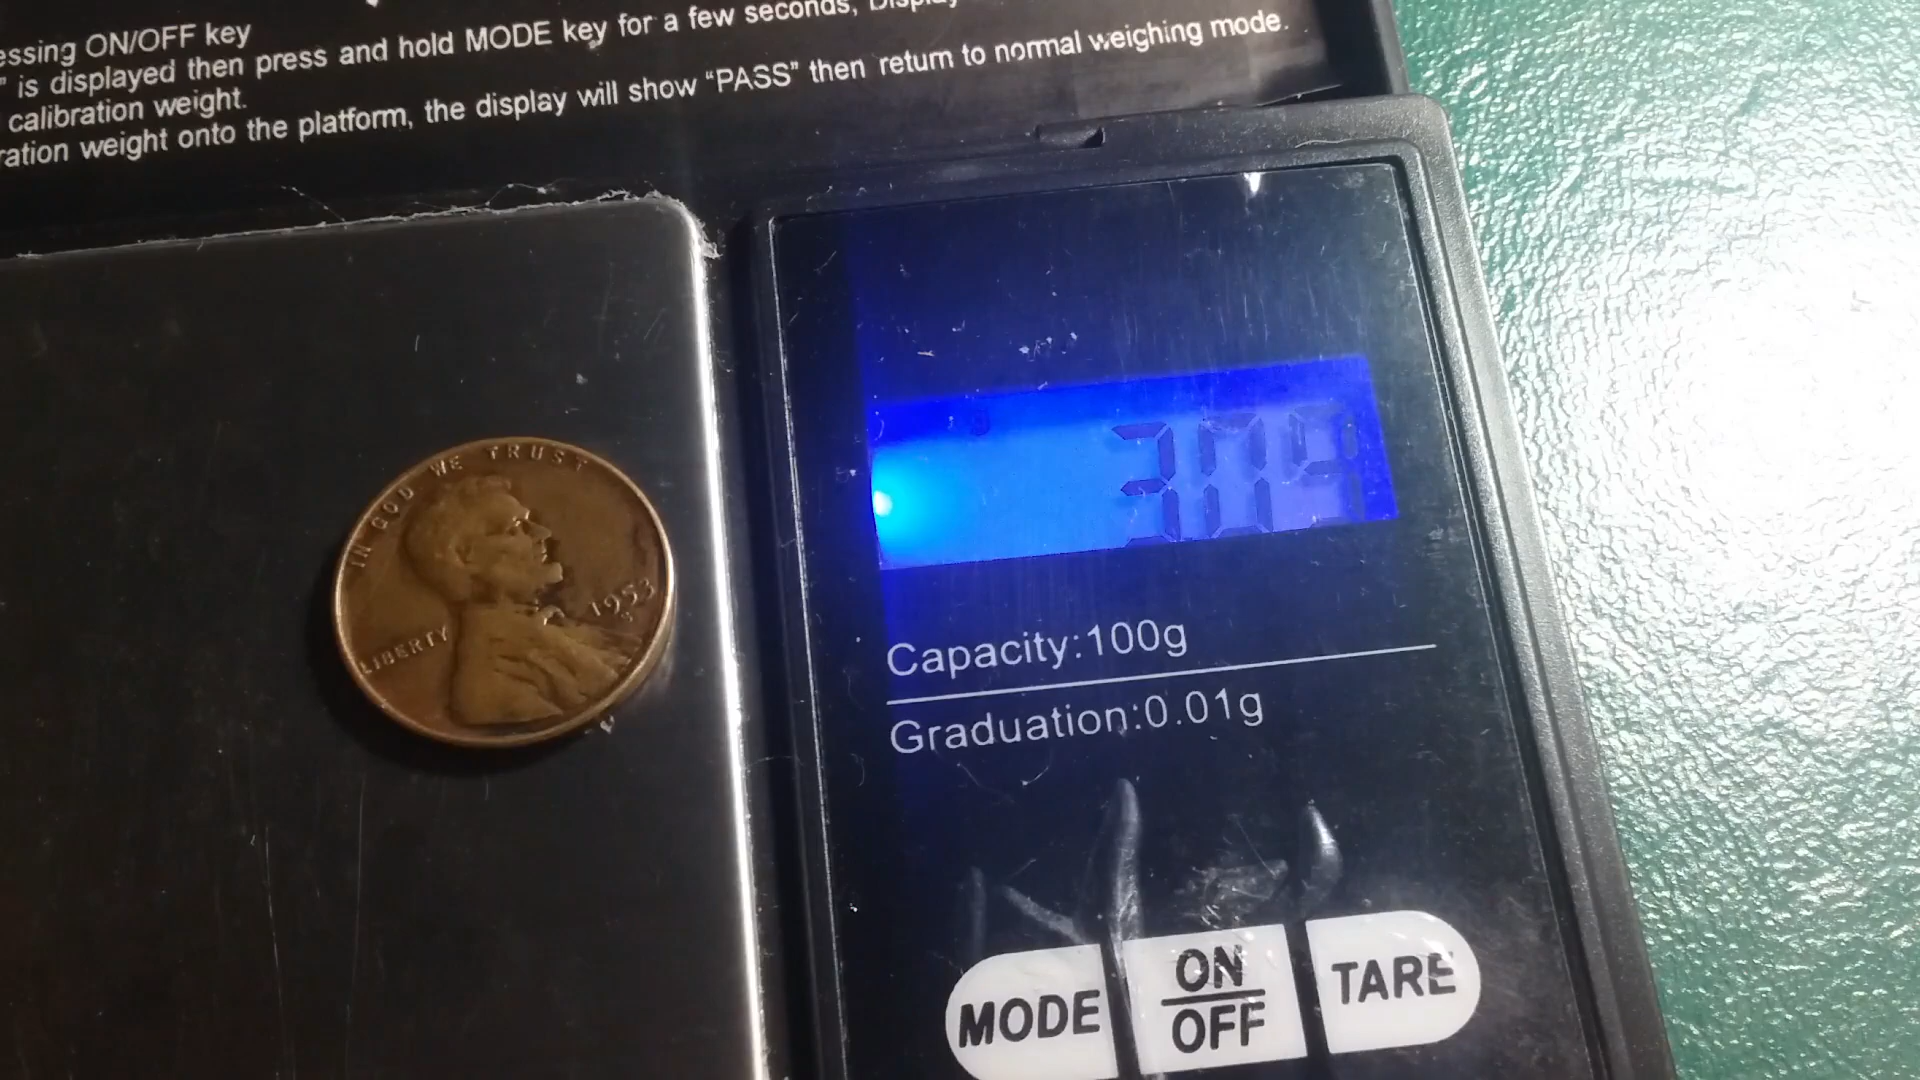 essing ON/OFF key
" is displayed then press and hold MODE key for a few seconds, Displa
calibration weight.
ration weight onto the platform, the display will show “PASS” then return to normal weighing mode.
IN GOD WE TRUST
LIBERTY
1953
S
g
3.09
Capacity:100g
Graduation:0.01g
MODE
ON
OFF
TARE